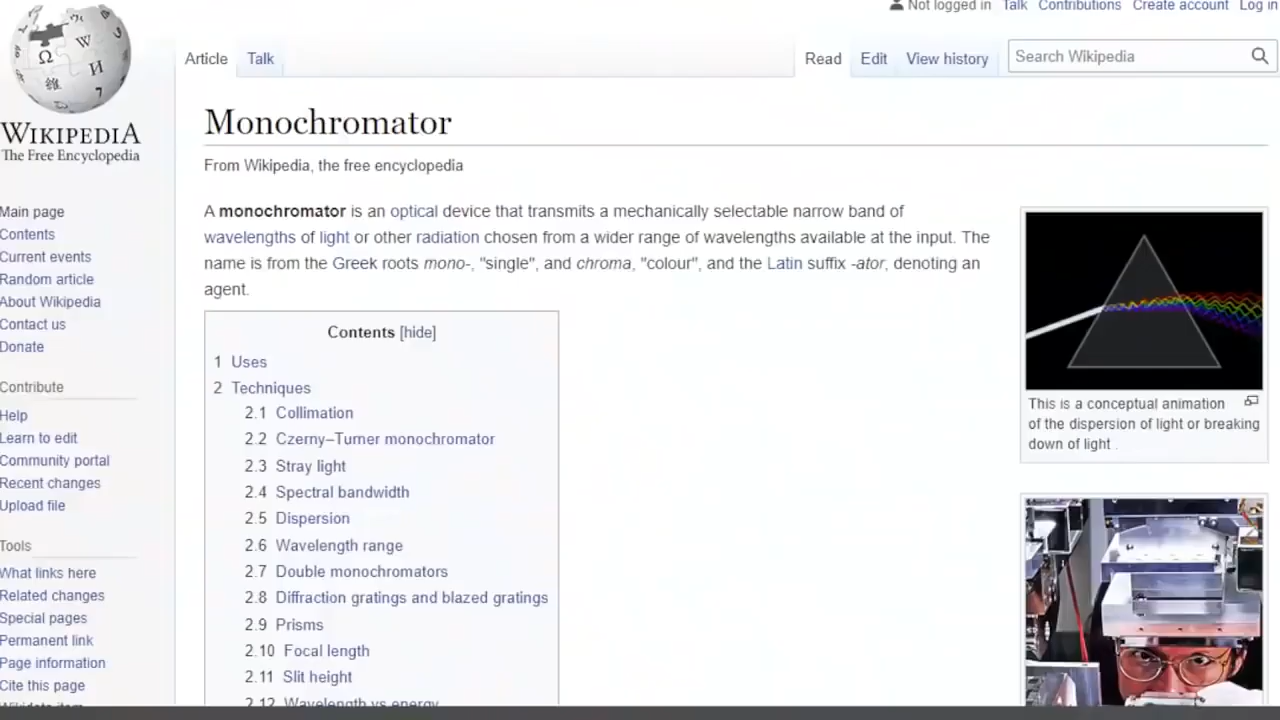 Not logged in Talk Contributions Create account Log in
Article Talk Read Edit View history Search Wikipedia
WIKIPEDIA
The Free Encyclopedia
Monochromator
From Wikipedia, the free encyclopedia
A monochromator is an optical device that transmits a mechanically selectable narrow band of
wavelengths of light or other radiation chosen from a wider range of wavelengths available at the input. The
name is from the Greek roots mono-, "single", and chroma, "colour", and the Latin suffix -ator, denoting an
agent.
Contents [hide]
1 Uses
2 Techniques
2.1 Collimation
2.2 Czerny–Turner monochromator
2.3 Stray light
2.4 Spectral bandwidth
2.5 Dispersion
2.6 Wavelength range
2.7 Double monochromators
2.8 Diffraction gratings and blazed gratings
2.9 Prisms
2.10 Focal length
2.11 Slit height
2.12 Wavelength vs energy
This is a conceptual animation
of the dispersion of light or breaking
down of light .
Main page
Contents
Current events
Random article
About Wikipedia
Contact us
Donate
Contribute
Help
Learn to edit
Community portal
Recent changes
Upload file
Tools
What links here
Related changes
Special pages
Permanent link
Page information
Cite this page
Wikidata item